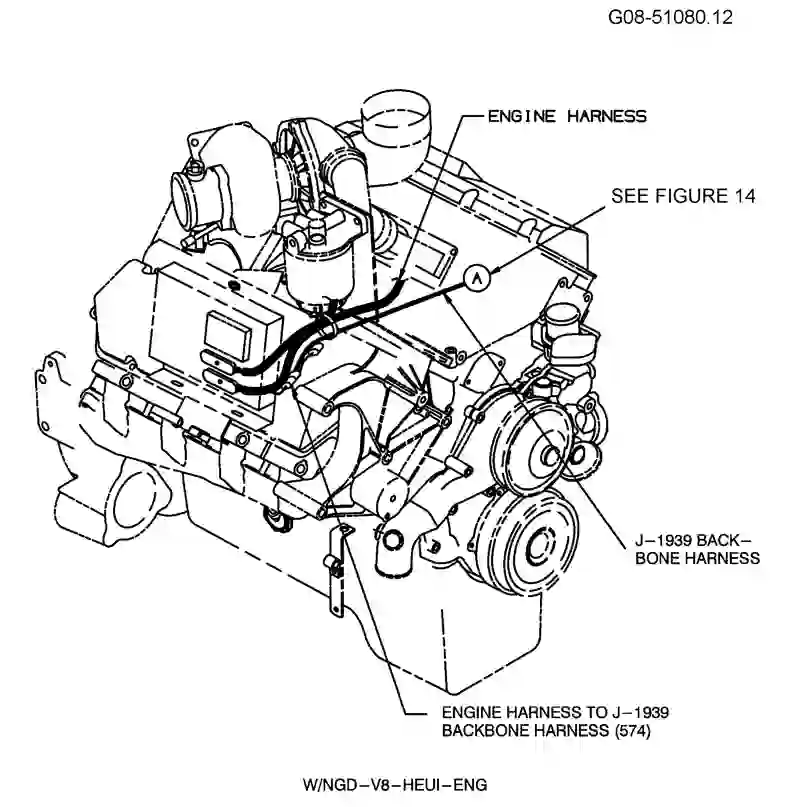 G08-51080.12
ENGINE HARNESS
SEE FIGURE 14
A
J-1939 BACK-
BONE HARNESS
ENGINE HARNESS TO J-1939
BACKBONE HARNESS (574)
W/NGD-V8-HEUI-ENG